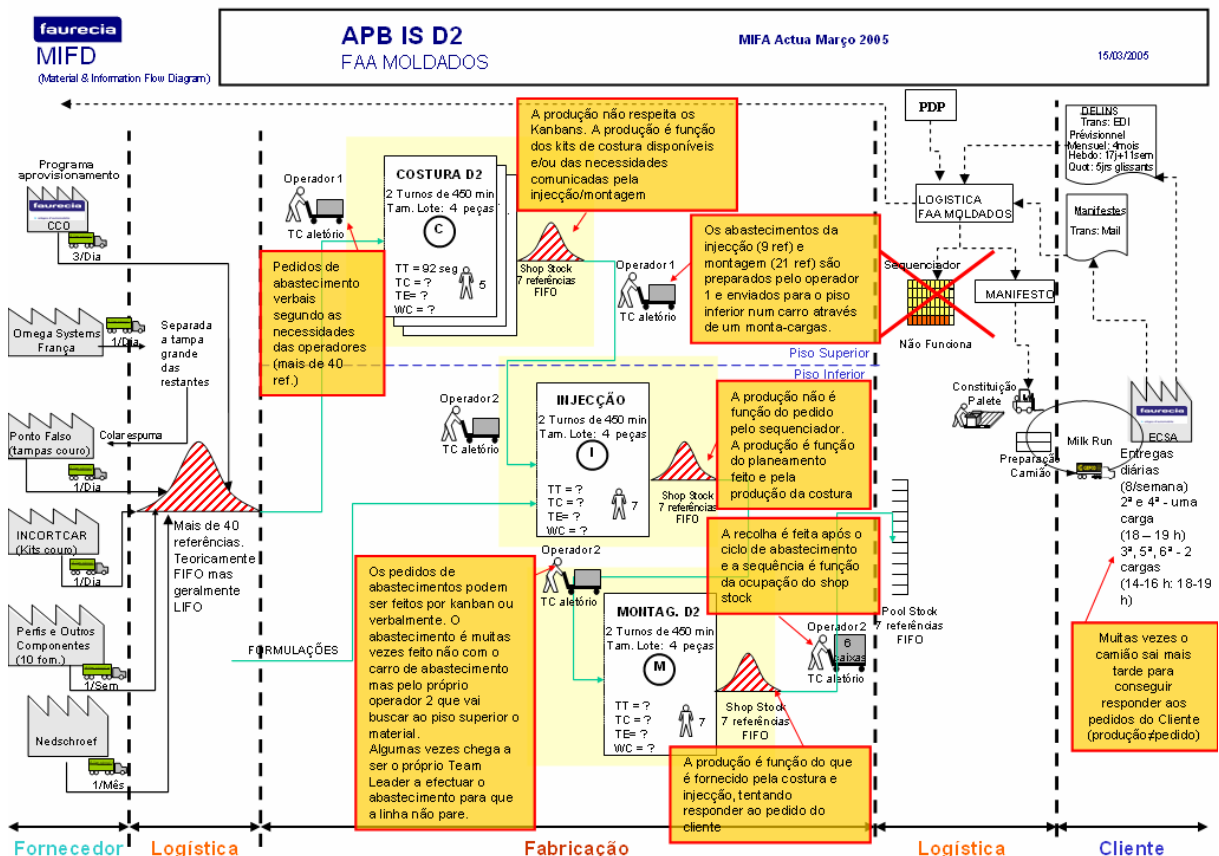 faurecia
MIFD
(Material & Information Flow Diagram)
APB IS D2
FAA MOLDADOS
MIFA Actua Março 2005
15/03/2005
Programa
aprovisionamento
faurecia
CCO
3/Dia
Omega Systems
França
1/Dia
Separada
a tampa
grande
das
restantes
Ponto Falso
(tampas couro)
Colar espuma
1/Dia
INCORTCAR
(Kits couro)
1/Dia
Mais de 40
referências.
Teoricamente
FIFO mas
geralmente
LIFO
Perfis e Outros
Componentes
(10 forn.)
1/Sem
Nedschroef
1/Mês
FORMULAÇÕES
Operador 1
TC aletório
Pedidos de
abastecimento
verbais
segundo as
necessidades
das operadores
(mais de 40
ref.)
COSTURA D2
2 Turnos de 450 min
Tam. Lote: 4 peças
C
TT = 92 seg
TC = ?
TE= ?
WC = ?
5
Shop Stock
7 referências
FIFO
A produção não respeita os
Kanbans. A produção é função
dos kits de costura disponíveis
e/ou das necessidades
comunicadas pela
injecção/montagem
Operador 1
TC aletório
Os abastecimentos da
injecção (9 ref) e
montagem (21 ref) são
preparados pelo operador
1 e enviados para o piso
inferior num carro através
de um monta-cargas.
Piso Superior
Piso Inferior
Operador2
TC aletório
INJECÇÃO
2 Turnos de 450 min
Tam. Lote: 4 peças
I
TT = ?
TC = ?
TE= ?
WC = ?
7
Shop Stock
7 referências
FIFO
A produção não é
função do pedido
pelo sequenciador.
A produção é função
do planeamento
feito e pela
produção da costura
Operador2
TC aletório
Os pedidos de
abastecimentos podem
ser feitos por kanban ou
verbalmente. O
abastecimento é muitas
vezes feito não com o
carro de abastecimento
mas pelo próprio
operador 2 que vai
buscar ao piso superior o
material.
Algumas vezes chega a
ser o próprio Team
Leader a efectuar o
abastecimento para que
a linha não pare.
MONTAG. D2
2 Turnos de 450 min
Tam. Lote: 4 peças
M
TT = ?
TC = ?
TE= ?
WC = ?
7
Shop Stock
7 referências
FIFO
A recolha é feita após o
ciclo de abastecimento
e a sequência é função
da ocupação do shop
stock
Operador2
6
caixas
TC aletório
A produção é função do que
é fornecido pela costura e
injecção, tentando
responder ao pedido do
cliente
Pool Stock
7 referências
FIFO
PDP
LOGISTICA
FAA MOLDADOS
Sequenciador
Não Funciona
MANIFESTO
Constituição
Palete
Preparação
Camião
Milk Run
DELINS
Trans: EDI
Prévisionnel
Mensuel: 4mois
Hebdo: 17j+11sem
Quot: 5jrs glissants
Manifestes
Trans: Mail
faurecia
ECSA
Entregas
diárias
(8/semana)
2ª e 4ª - uma
carga
(18 – 19 h)
3ª, 5ª, 6ª - 2
cargas
(14-16 h: 18-19
h)
Muitas vezes o
camião sai mais
tarde para
conseguir
responder aos
pedidos do Cliente
(produção≠pedido)
Fornecedor
Logística
Fabricação
Logística
Cliente